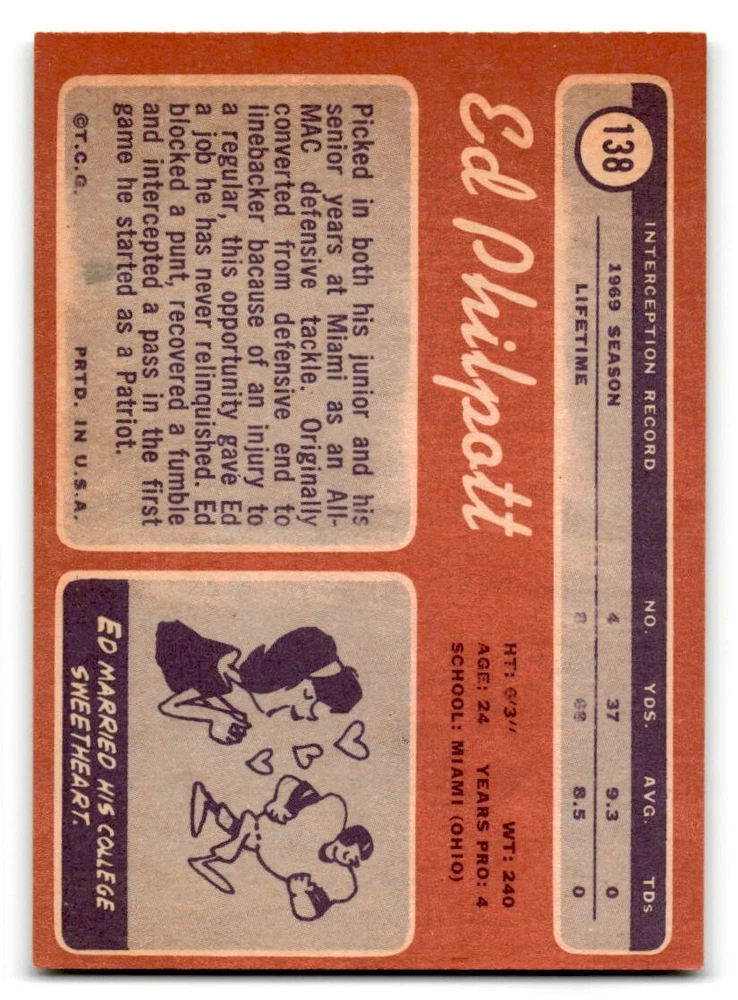 138
INTERCEPTION RECORD NO. YDS. AVG. TDs
1969 SEASON 4 37 9.3 0
LIFETIME 8 68 8.5 0
Ed Philpott
HT: 6'3" WT: 240
AGE: 24 YEARS PRO: 4
SCHOOL: MIAMI (OHIO)
Picked in both his junior and his
senior years at Miami as an All-
MAC defensive tackle. Originally
converted from defensive end to
linebacker bacause of an injury to
a regular, this opportunity gave Ed
a job he has never relinquished. Ed
blocked a punt, recovered a fumble
and intercepted a pass in the first
game he started as a Patriot.
©T.C.G. PRTD. IN U.S.A.
ED MARRIED HIS COLLEGE
SWEETHEART.